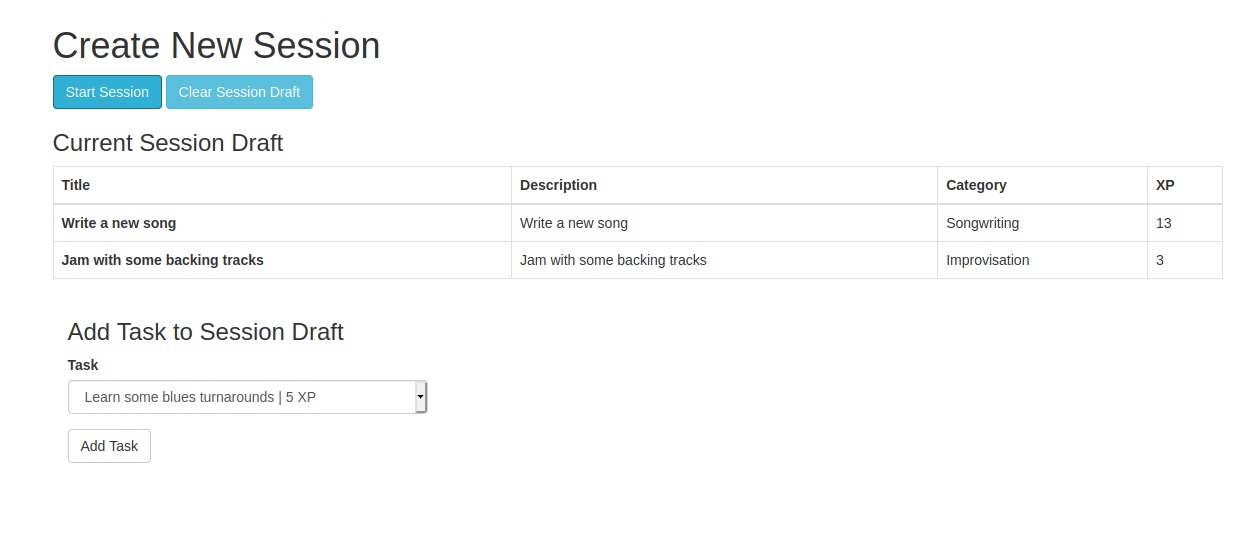 Create New Session
Start Session Clear Session Draft
Current Session Draft
Title Description Category XP
Write a new song Write a new song Songwriting 13
Jam with some backing tracks Jam with some backing tracks Improvisation 3
Add Task to Session Draft
Task
Learn some blues turnarounds | 5 XP
Add Task